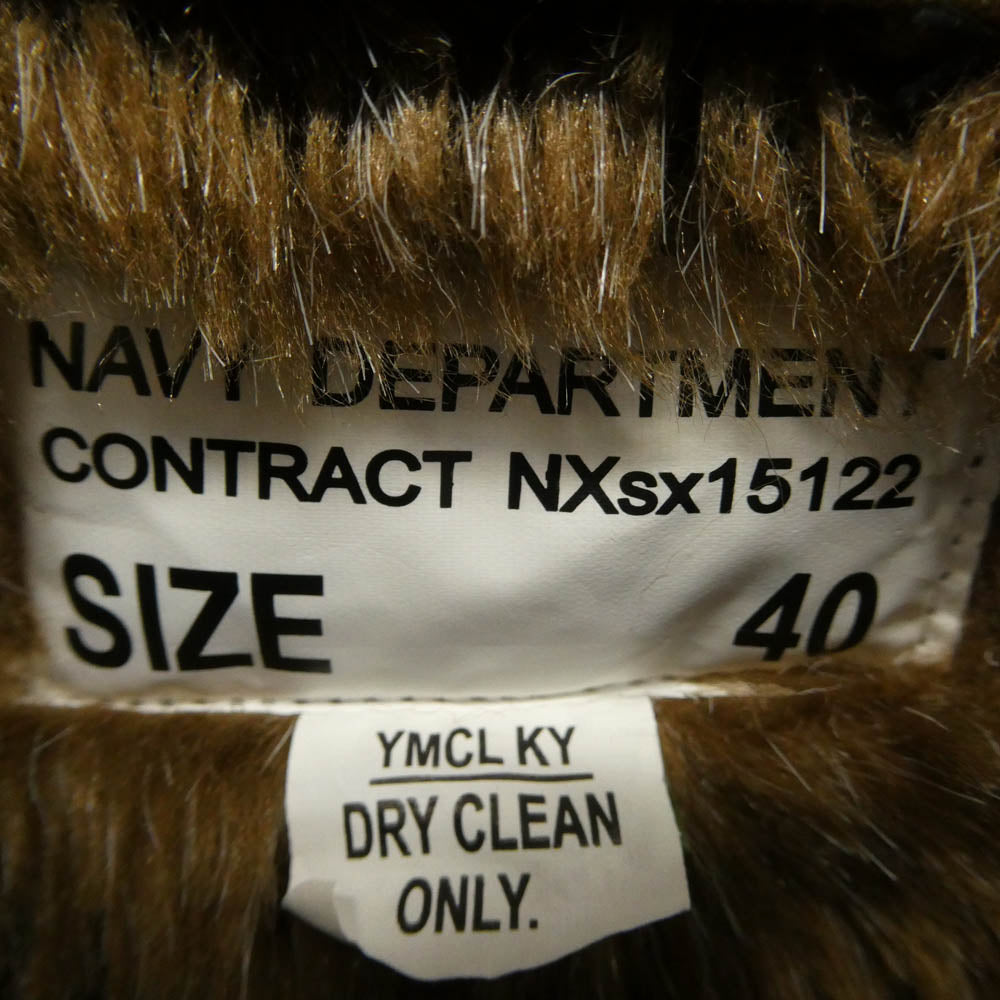 NAVY DEPARTMENT
CONTRACT NXsx15122
SIZE 40
YMCL KY
DRY CLEAN
ONLY.